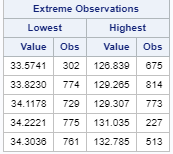 Extreme Observations
Lowest Highest
Value Obs Value Obs
33.5741 302 126.839 675
33.8230 774 129.265 814
34.1178 729 129.307 773
34.2221 775 131.035 227
34.3036 761 132.785 513